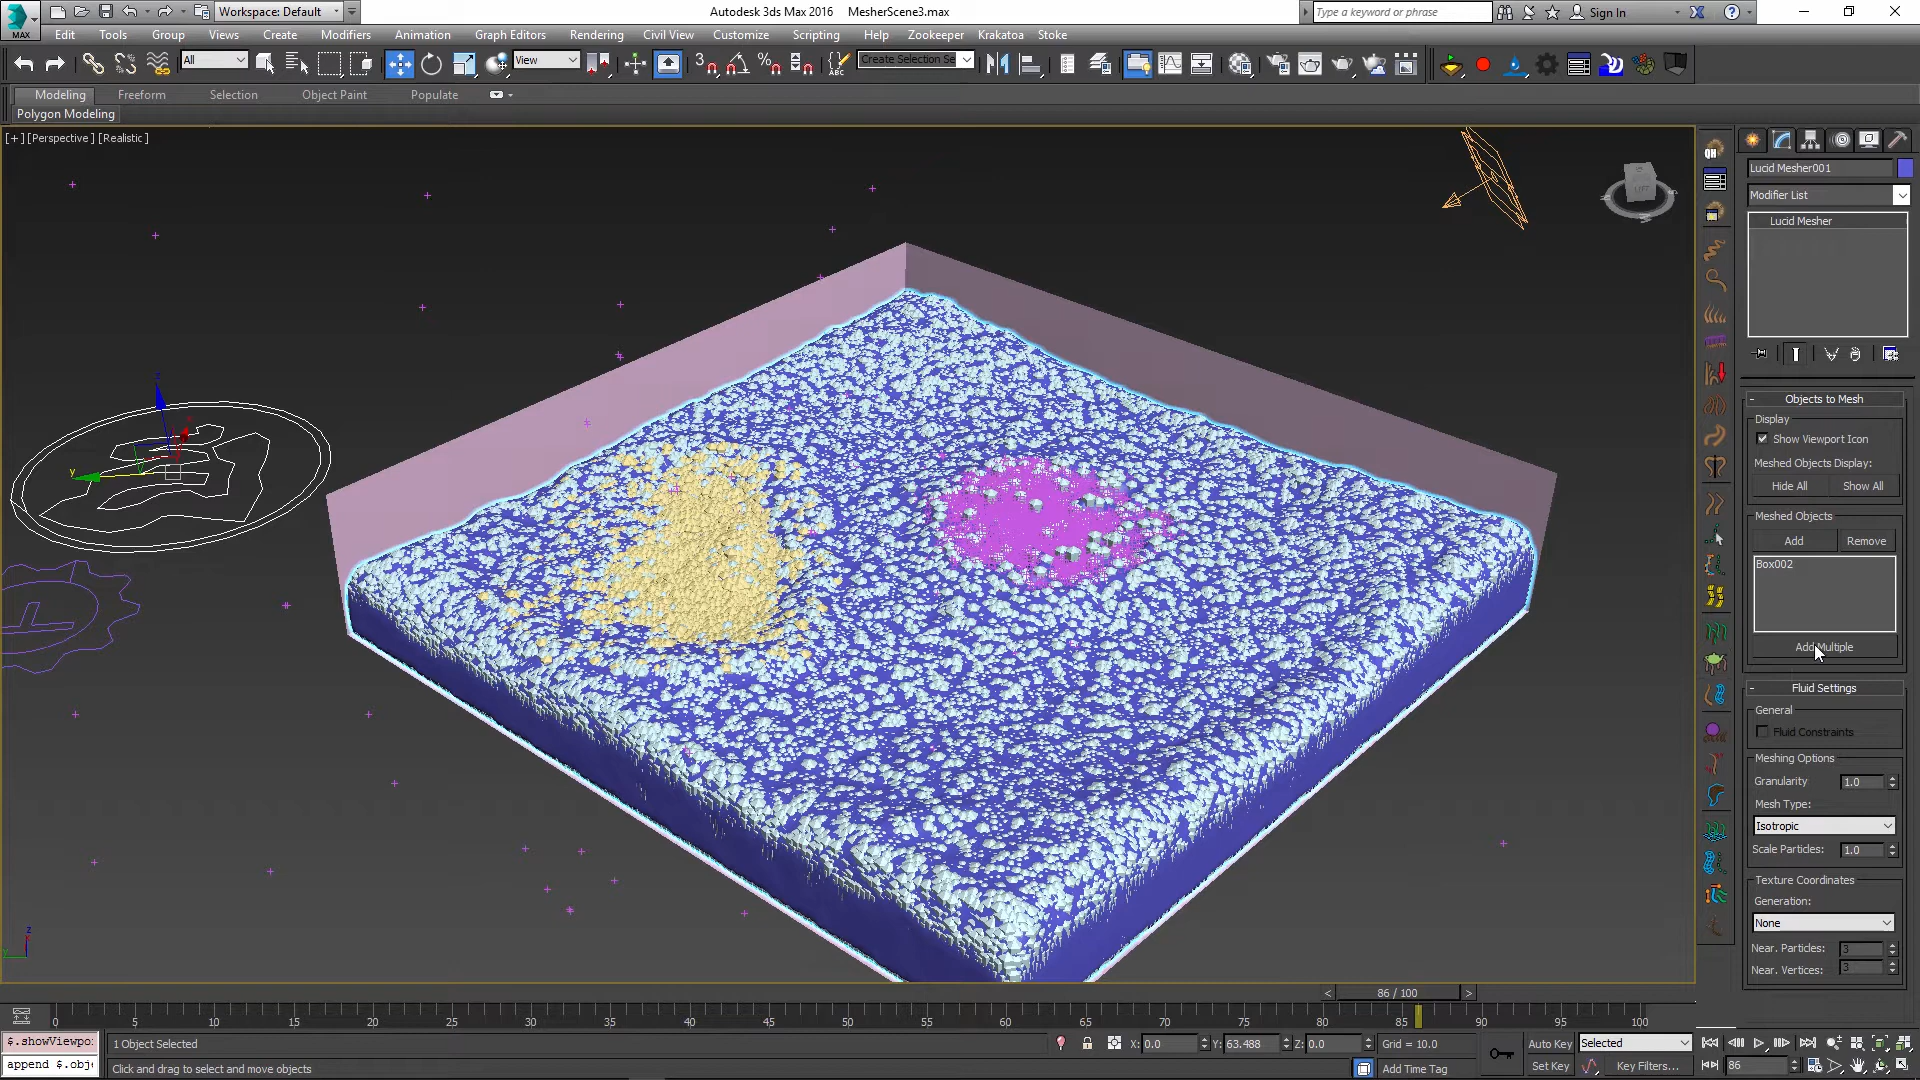 Workspace: Default
Autodesk 3ds Max 2016    MesherScene3.max
Type a keyword or phrase
Sign In
MAX
Edit Tools Group Views Create Modifiers Animation Graph Editors Rendering Civil View Customize Scripting Help Zookeeper Krakatoa Stoke
All
View
3
ABC
Create Selection Se
Modeling Freeform Selection Object Paint Populate
Polygon Modeling
[+] [Perspective] [Realistic]
LEFT
QH
Lucid Mesher001
Modifier List
Lucid Mesher
- Objects to Mesh
Display
Show Viewport Icon
Meshed Objects Display:
Hide All Show All
Meshed Objects
Add Remove
Box002
Add Multiple
- Fluid Settings
General
Fluid Constraints
Meshing Options
Granularity 1.0
Mesh Type:
Isotropic
Scale Particles: 1.0
Texture Coordinates
Generation:
None
Near. Particles: 3
Near. Vertices: 3
z
y
z
y
< 86 / 100 >
0 5 10 15 20 25 30 35 40 45 50 55 60 65 70 75 80 85 90 95 100
$.showViewpo
1 Object Selected
X: 0.0 Y: 63.488 Z: 0.0 Grid = 10.0
Auto Key Selected
append $.obj
Click and drag to select and move objects
Add Time Tag
Set Key Key Filters...
86